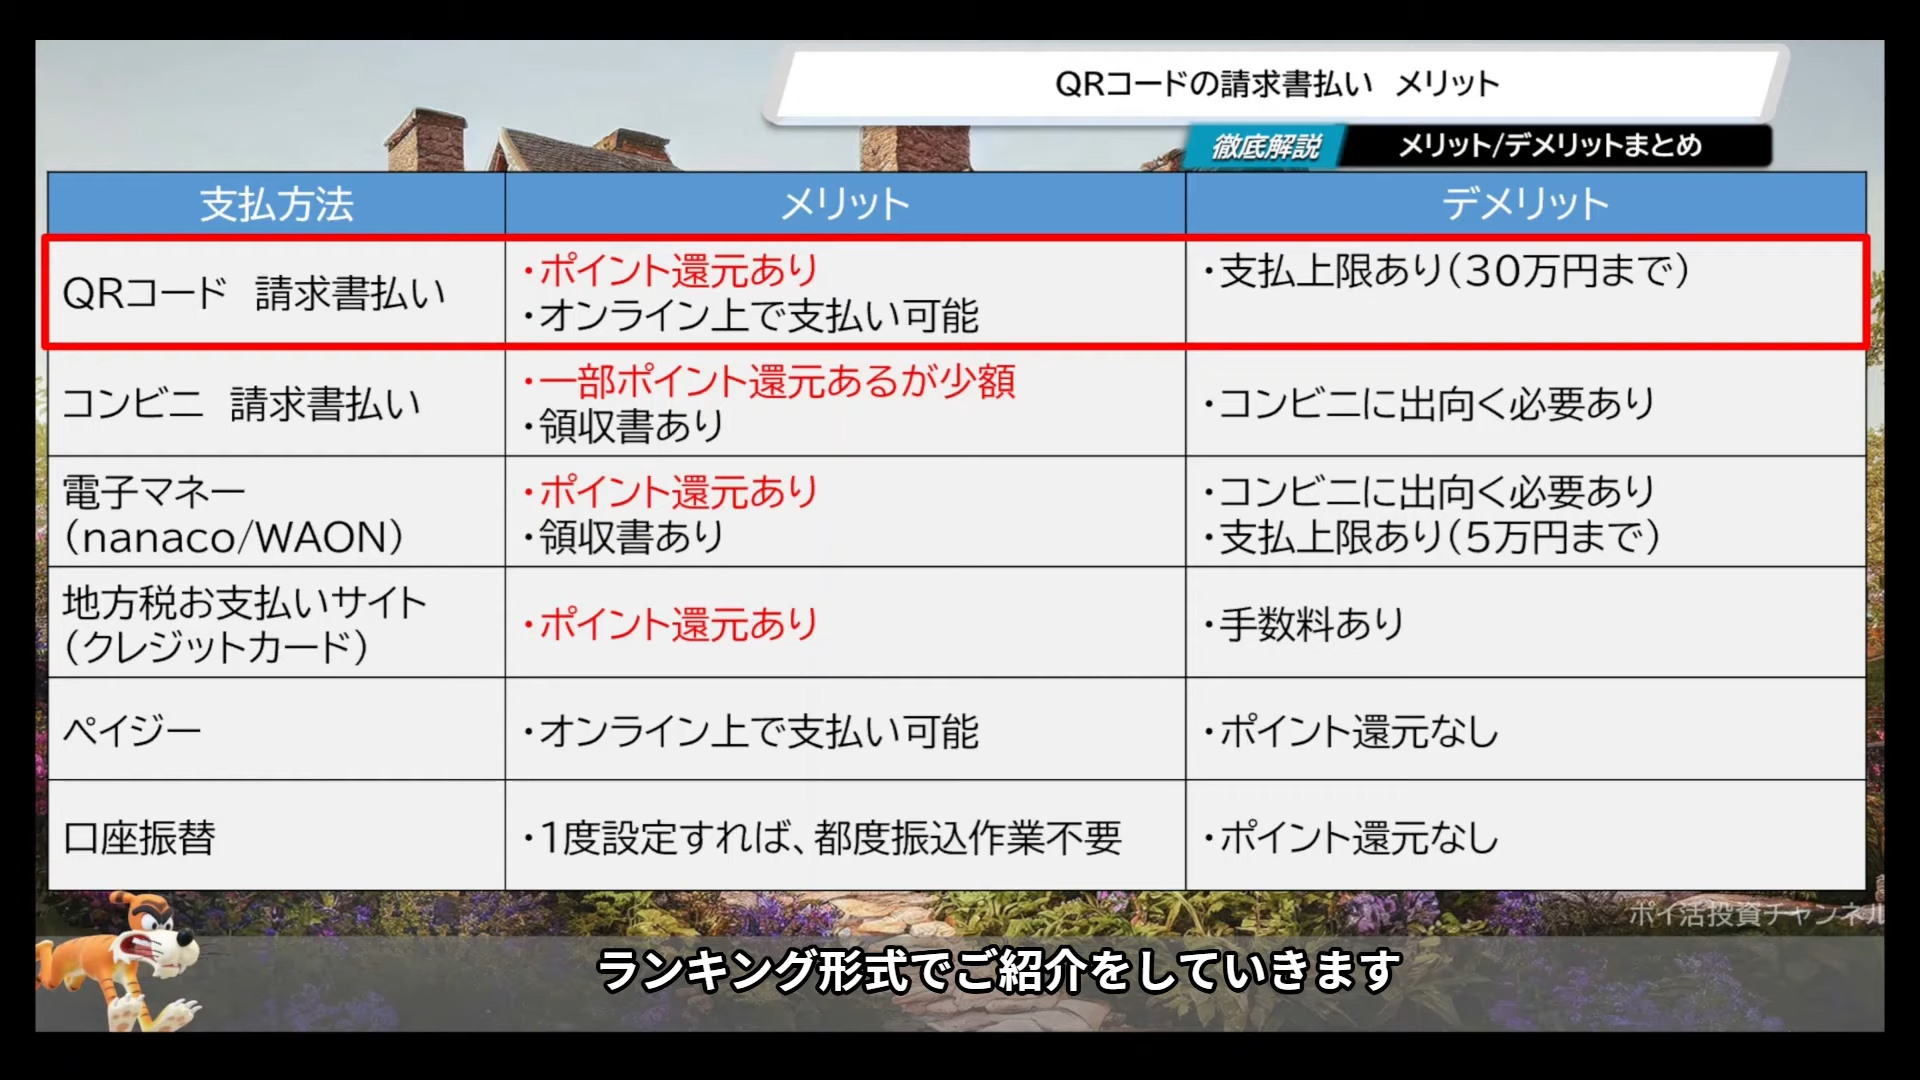 QRコードの請求書払い　メリット
徹底解説　メリット/デメリットまとめ
支払方法　メリット　デメリット
QRコード　請求書払い
・ポイント還元あり
・オンライン上で支払い可能
・支払上限あり(30万円まで)
コンビニ　請求書払い
・一部ポイント還元あるが少額
・領収書あり
・コンビニに出向く必要あり
電子マネー
(nanaco/WAON)
・ポイント還元あり
・領収書あり
・コンビニに出向く必要あり
・支払上限あり(5万円まで)
地方税お支払いサイト
(クレジットカード)
・ポイント還元あり
・手数料あり
ペイジー
・オンライン上で支払い可能
・ポイント還元なし
口座振替
・1度設定すれば、都度振込作業不要
・ポイント還元なし
ポイ活投資チャンネル
ランキング形式でご紹介をしていきます